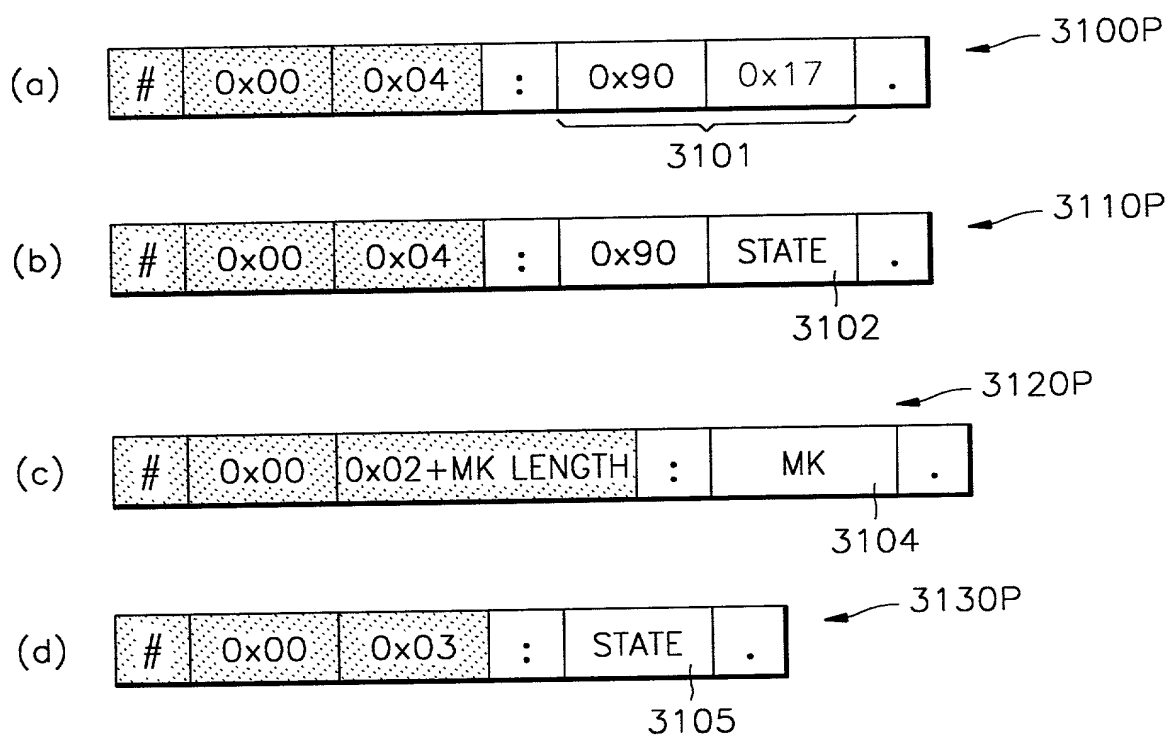 3100P
(a) # 0x00 0x04 : 0x90 0x17 .
3101
3110P
(b) # 0x00 0x04 : 0x90 STATE .
3102
3120P
(c) # 0x00 0x02+MK LENGTH : MK .
3104
3130P
(d) # 0x00 0x03 : STATE .
3105